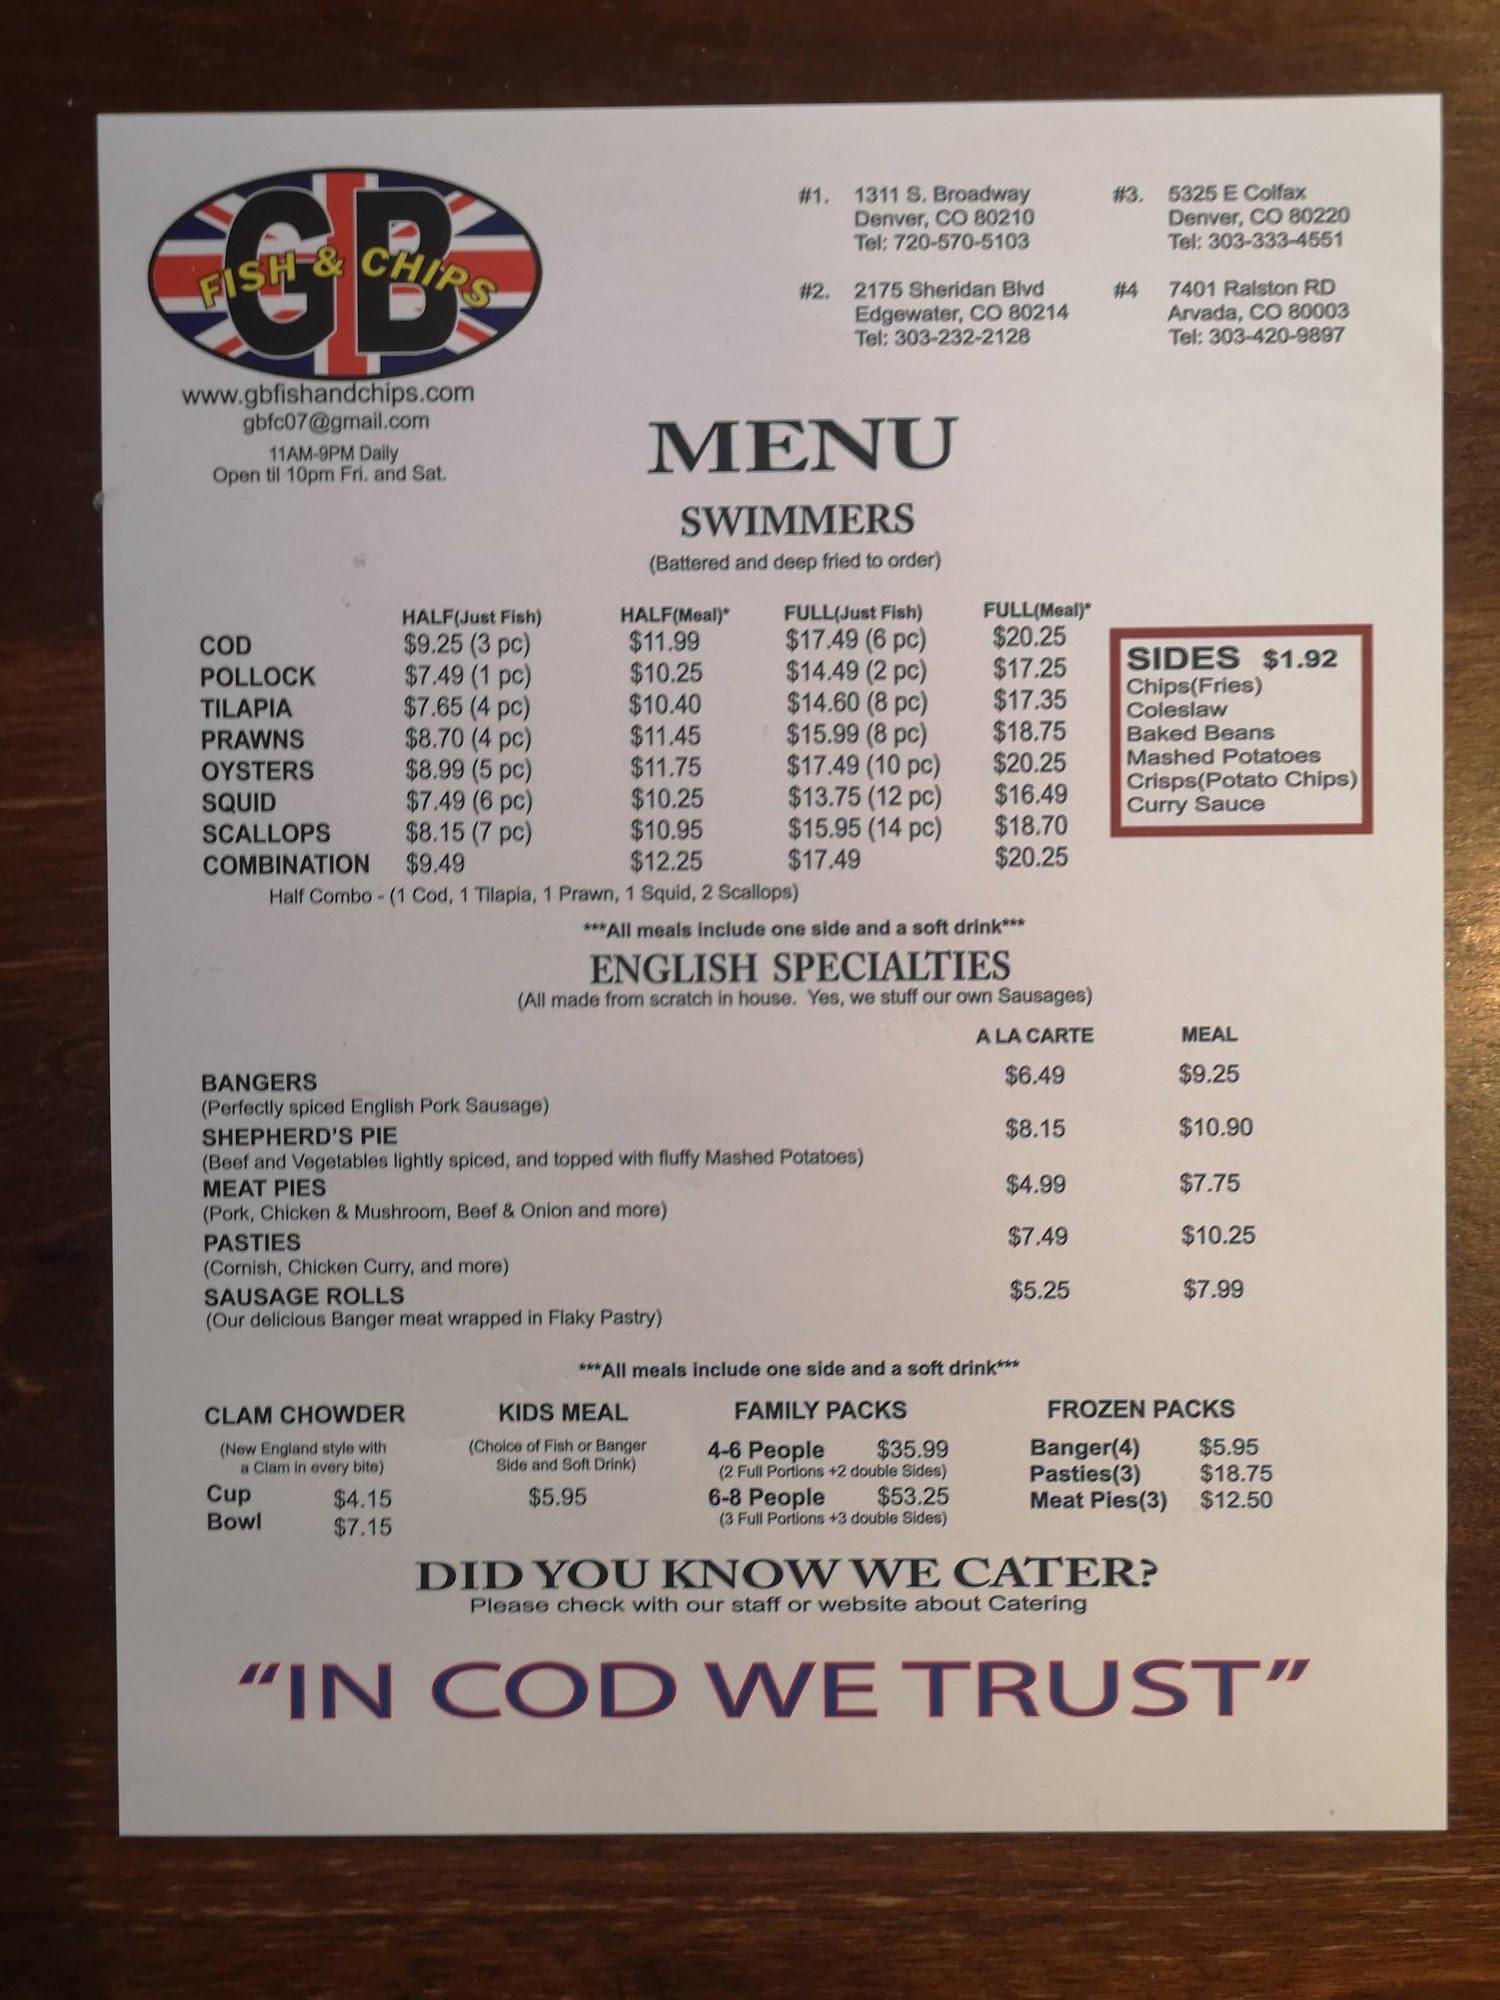 GB
FISH & CHIPS
www.gbfishandchips.com
gbfc07@gmail.com
11AM-9PM Daily
Open til 10pm Fri. and Sat.
#1. 1311 S. Broadway
Denver, CO 80210
Tel: 720-570-5103
#2. 2175 Sheridan Blvd
Edgewater, CO 80214
Tel: 303-232-2128
#3. 5325 E Colfax
Denver, CO 80220
Tel: 303-333-4551
#4 7401 Ralston RD
Arvada, CO 80003
Tel: 303-420-9897
MENU
SWIMMERS
(Battered and deep fried to order)
HALF(Just Fish) HALF(Meal)* FULL(Just Fish) FULL(Meal)*
COD $9.25 (3 pc) $11.99 $17.49 (6 pc) $20.25
POLLOCK $7.49 (1 pc) $10.25 $14.49 (2 pc) $17.25
TILAPIA $7.65 (4 pc) $10.40 $14.60 (8 pc) $17.35
PRAWNS $8.70 (4 pc) $11.45 $15.99 (8 pc) $18.75
OYSTERS $8.99 (5 pc) $11.75 $17.49 (10 pc) $20.25
SQUID $7.49 (6 pc) $10.25 $13.75 (12 pc) $16.49
SCALLOPS $8.15 (7 pc) $10.95 $15.95 (14 pc) $18.70
COMBINATION $9.49 $12.25 $17.49 $20.25
Half Combo - (1 Cod, 1 Tilapia, 1 Prawn, 1 Squid, 2 Scallops)
SIDES $1.92
Chips(Fries)
Coleslaw
Baked Beans
Mashed Potatoes
Crisps(Potato Chips)
Curry Sauce
***All meals include one side and a soft drink***
ENGLISH SPECIALTIES
(All made from scratch in house. Yes, we stuff our own Sausages)
A LA CARTE MEAL
BANGERS $6.49 $9.25
(Perfectly spiced English Pork Sausage)
SHEPHERD'S PIE $8.15 $10.90
(Beef and Vegetables lightly spiced, and topped with fluffy Mashed Potatoes)
MEAT PIES $4.99 $7.75
(Pork, Chicken & Mushroom, Beef & Onion and more)
PASTIES $7.49 $10.25
(Cornish, Chicken Curry, and more)
SAUSAGE ROLLS $5.25 $7.99
(Our delicious Banger meat wrapped in Flaky Pastry)
***All meals include one side and a soft drink***
CLAM CHOWDER
(New England style with
a Clam in every bite)
Cup $4.15
Bowl $7.15
KIDS MEAL
(Choice of Fish or Banger
Side and Soft Drink)
$5.95
FAMILY PACKS
4-6 People $35.99
(2 Full Portions +2 double Sides)
6-8 People $53.25
(3 Full Portions +3 double Sides)
FROZEN PACKS
Banger(4) $5.95
Pasties(3) $18.75
Meat Pies(3) $12.50
DID YOU KNOW WE CATER?
Please check with our staff or website about Catering
"IN COD WE TRUST"